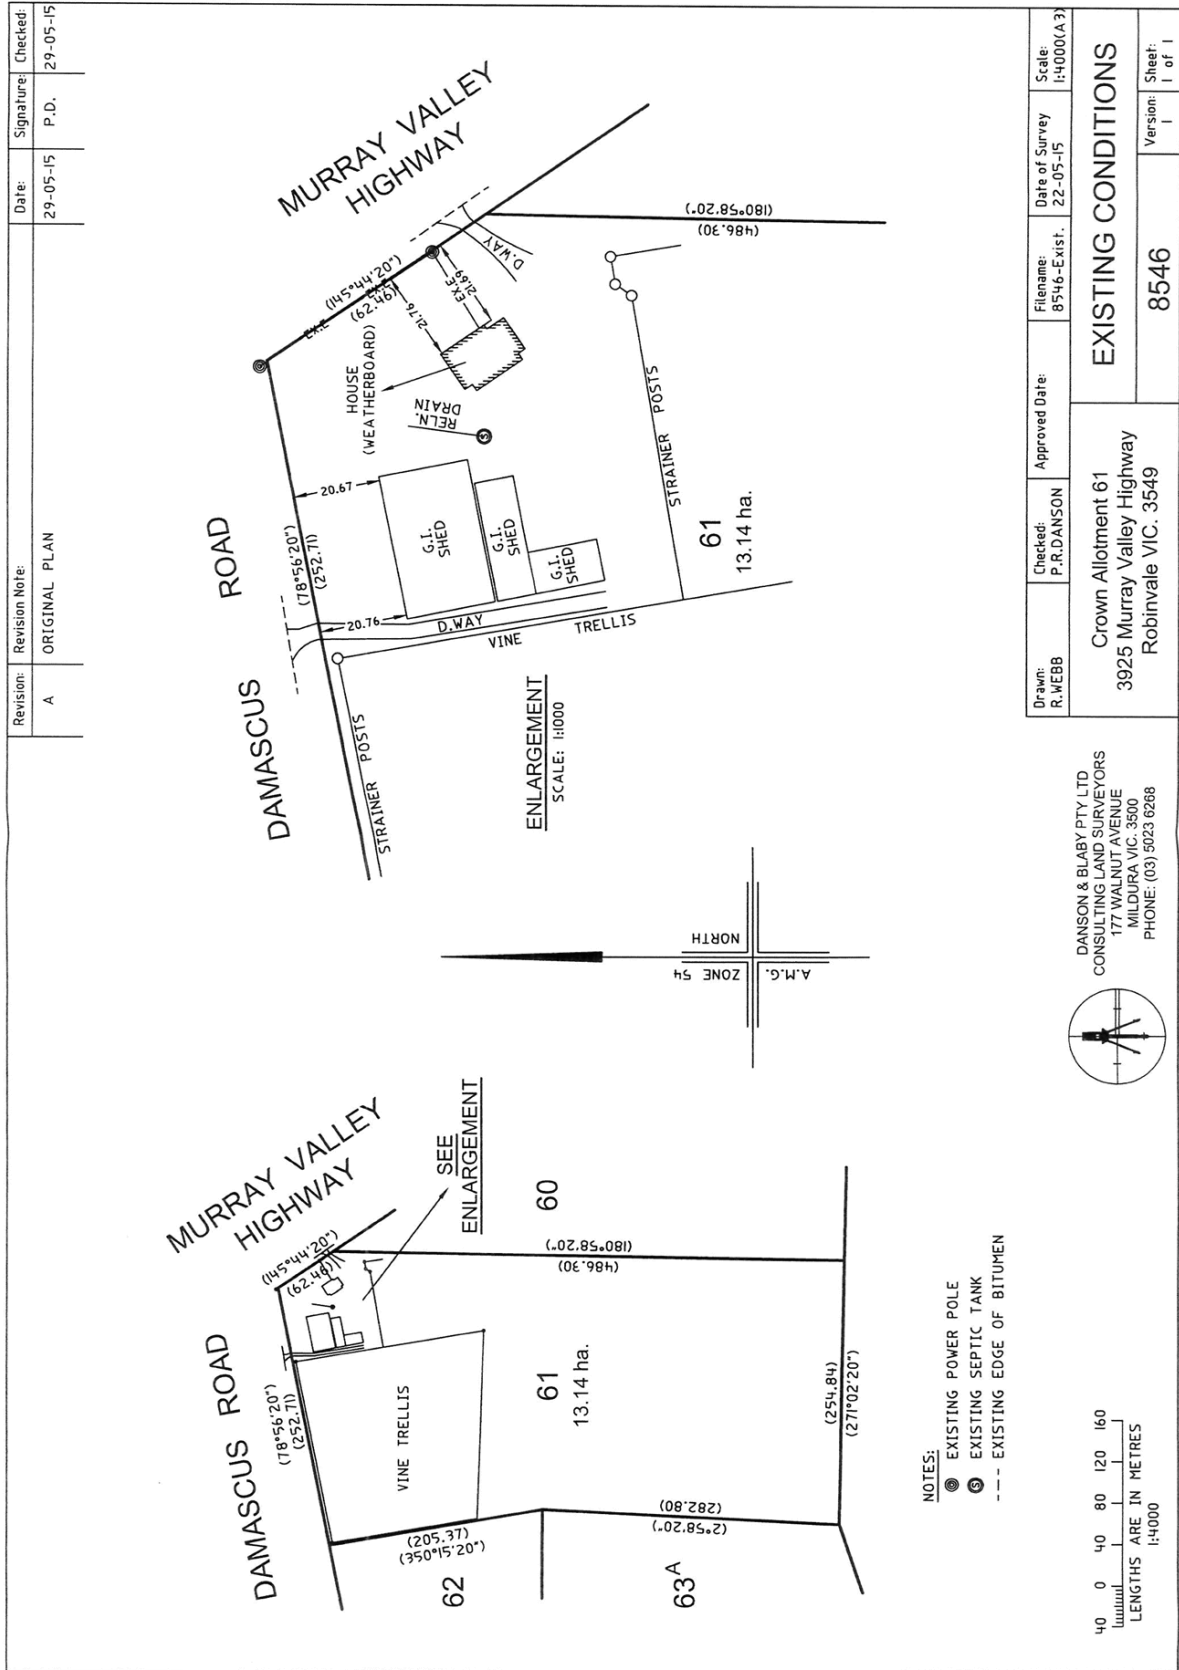 Revision:
Revision Note:
Date:
Signature:
Checked:
A
ORIGINAL PLAN
29-05-15
P.D.
29-05-15
MURRAY VALLEY
HIGHWAY
DAMASCUS ROAD
(145°44'20")
(62.46)
(78°56'20")
(252.71)
SEE
ENLARGEMENT
VINE TRELLIS
61
13.14 ha.
60
(180°58'20")
(486.30)
(205.37)
(350°15'20")
62
(282.80)
(2°58'20")
63A
(254.84)
(271°02'20")
NORTH
ZONE 54
A.M.G.
MURRAY VALLEY
HIGHWAY
DAMASCUS ROAD
(78°56'20")
(252.71)
(145°44'20")
EX.E
EX.E
(62.46)
21.76
EX.E
21.69
D.WAY
HOUSE
(WEATHERBOARD)
RELN.
DRAIN
S
20.67
20.76
G.I.
SHED
G.I.
SHED
G.I.
SHED
D.WAY
VINE TRELLIS
STRAINER POSTS
STRAINER POSTS
61
13.14 ha.
(180°58'20")
(486.30)
ENLARGEMENT
SCALE: 1:1000
NOTES:
EXISTING POWER POLE
S EXISTING SEPTIC TANK
--- EXISTING EDGE OF BITUMEN
40 0 40 80 120 160
LENGTHS ARE IN METRES
1:4000
DANSON & BLABY PTY LTD
CONSULTING LAND SURVEYORS
177 WALNUT AVENUE
MILDURA VIC. 3500
PHONE: (03) 5023 6268
Drawn:
R.WEBB
Checked:
P.R.DANSON
Approved Date:
Filename:
8546-Exist.
Date of Survey
22-05-15
Scale:
1:4000(A3)
Crown Allotment 61
3925 Murray Valley Highway
Robinvale VIC. 3549
EXISTING CONDITIONS
8546
Version:
1
Sheet:
1 of 1